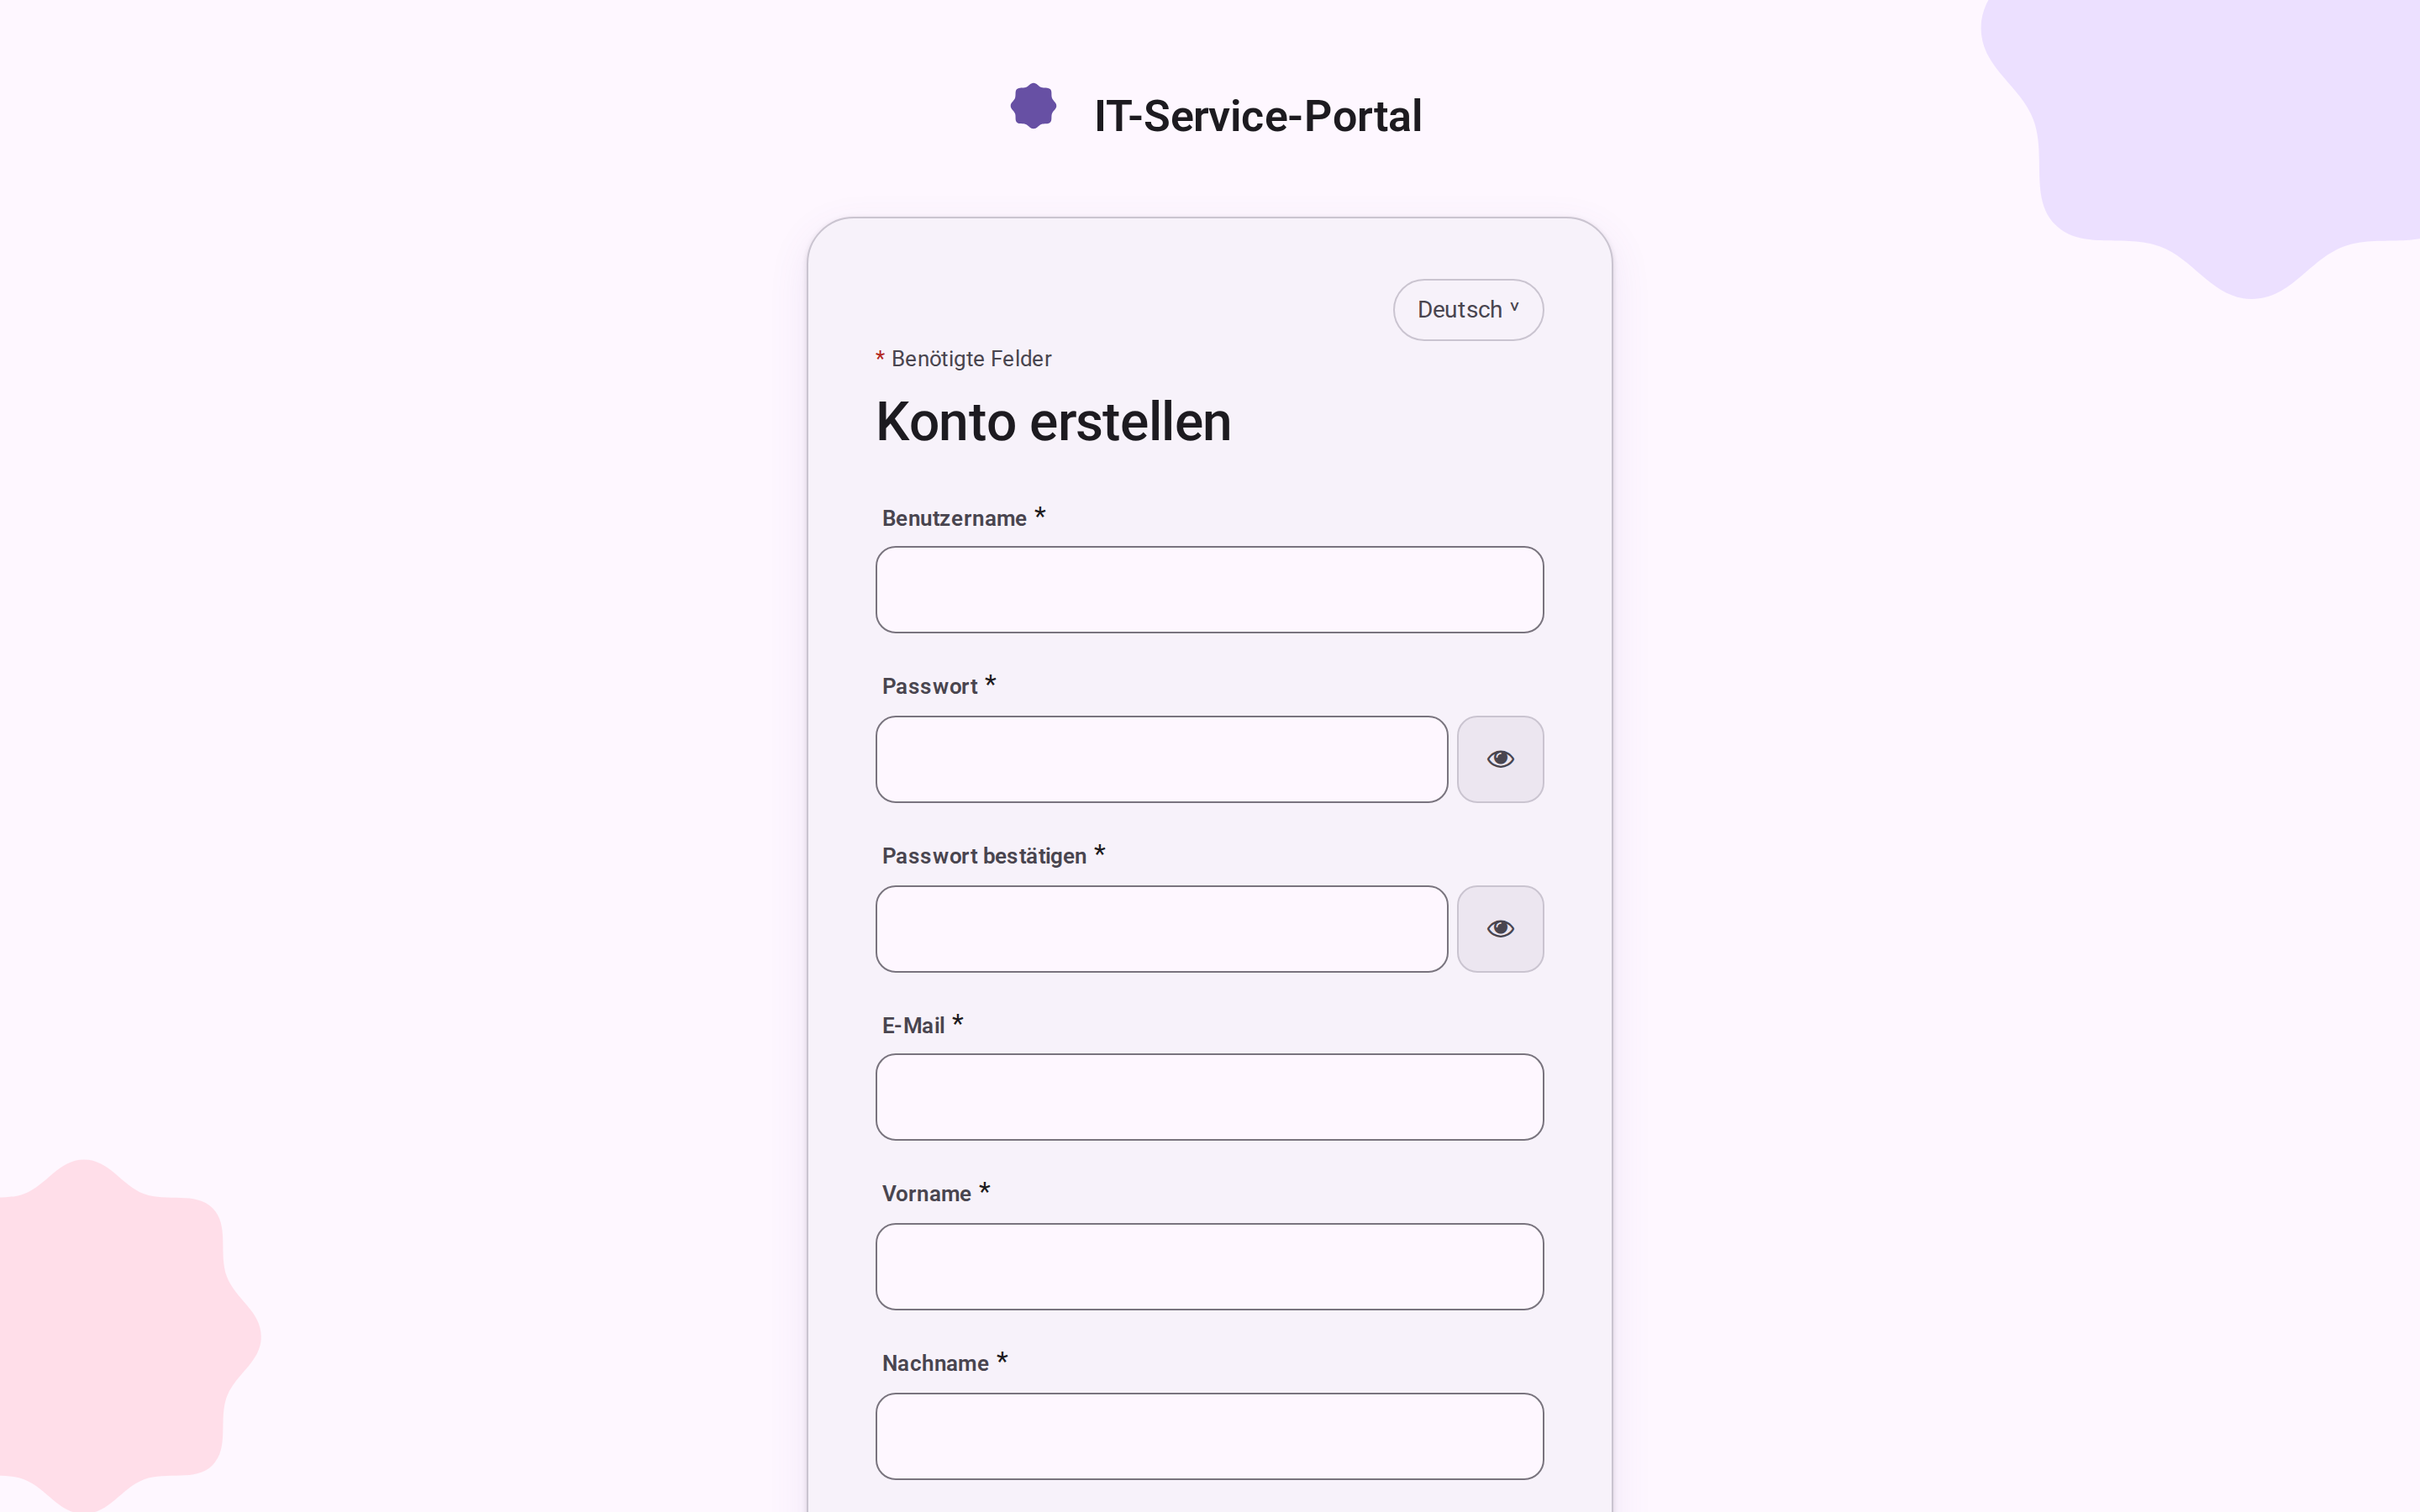 IT-Service-Portal
Deutsch ˅
* Benötigte Felder
Konto erstellen
Benutzername *
Passwort *
Passwort bestätigen *
E-Mail *
Vorname *
Nachname *